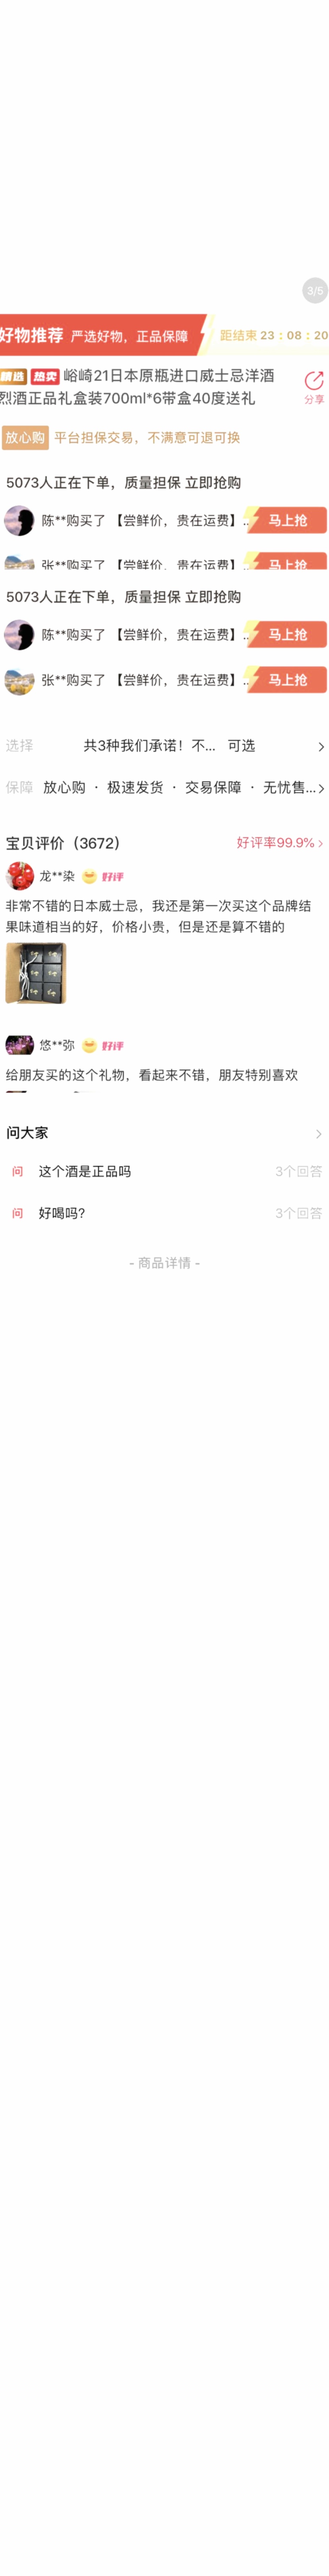 3/5
好物推荐 严选好物，正品保障 距结束 23：08：20
精选 热卖 峪崎21日本原瓶进口威士忌洋酒
烈酒正品礼盒装700ml*6带盒40度送礼
分享
放心购 平台担保交易，不满意可退可换
5073人正在下单，质量担保 立即抢购
陈**购买了 【尝鲜价，贵在运费】.. 马上抢
张**购买了 【尝鲜价，贵在运费】.. 马上抢
5073人正在下单，质量担保 立即抢购
陈**购买了 【尝鲜价，贵在运费】.. 马上抢
张**购买了 【尝鲜价，贵在运费】.. 马上抢
选择 共3种我们承诺！不... 可选
保障 放心购 · 极速发货 · 交易保障 · 无忧售...
宝贝评价（3672） 好评率99.9%
龙**染 好评
非常不错的日本威士忌，我还是第一次买这个品牌结
果味道相当的好，价格小贵，但是还是算不错的
悠**弥 好评
给朋友买的这个礼物，看起来不错，朋友特别喜欢
问大家
问 这个酒是正品吗 3个回答
问 好喝吗? 3个回答
- 商品详情 -